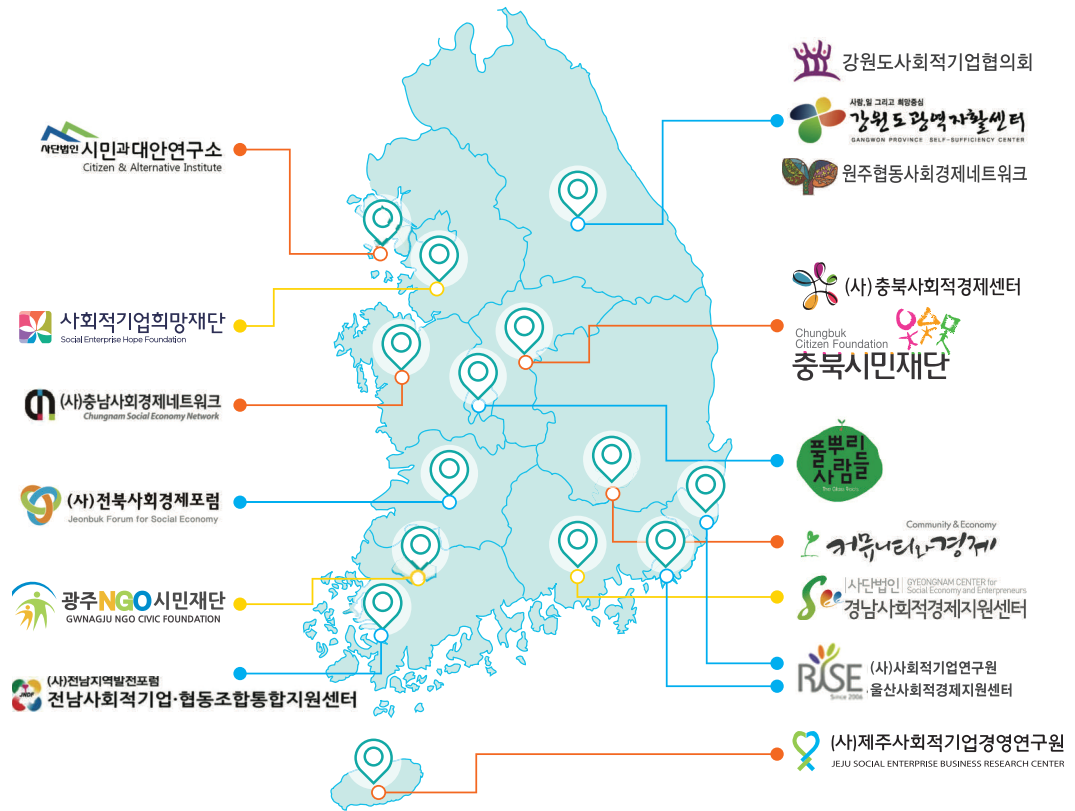 사단법인 시민과대안연구소
Citizen & Alternative Institute
사회적기업희망재단
Social Enterprise Hope Foundation
(사)충남사회경제네트워크
Chungnam Social Economy Network
(사)전북사회경제포럼
Jeonbuk Forum for Social Economy
광주NGO시민재단
GWNAGJU NGO CIVIC FOUNDATION
(사)전남지역발전포럼
JRDF
전남사회적기업·협동조합통합지원센터
강원도사회적기업협의회
사람,일 그리고 희망중심
강원도광역자활센터
GANGWON PROVINCE SELF-SUFFICIENCY CENTER
원주협동사회경제네트워크
(사)충북사회적경제센터
Chungbuk
Citizen Foundation
충북시민재단
풀뿌리
사람들
Community & Economy
커뮤니티와경제
사단법인 GYEONGNAM CENTER for
Social Economy and Enterpreneurs
경남사회적경제지원센터
RISE
Since 2006
(사)사회적기업연구원
.울산사회적경제지원센터
(사)제주사회적기업경영연구원
JEJU SOCIAL ENTERPRISE BUSINESS RESEARCH CENTER